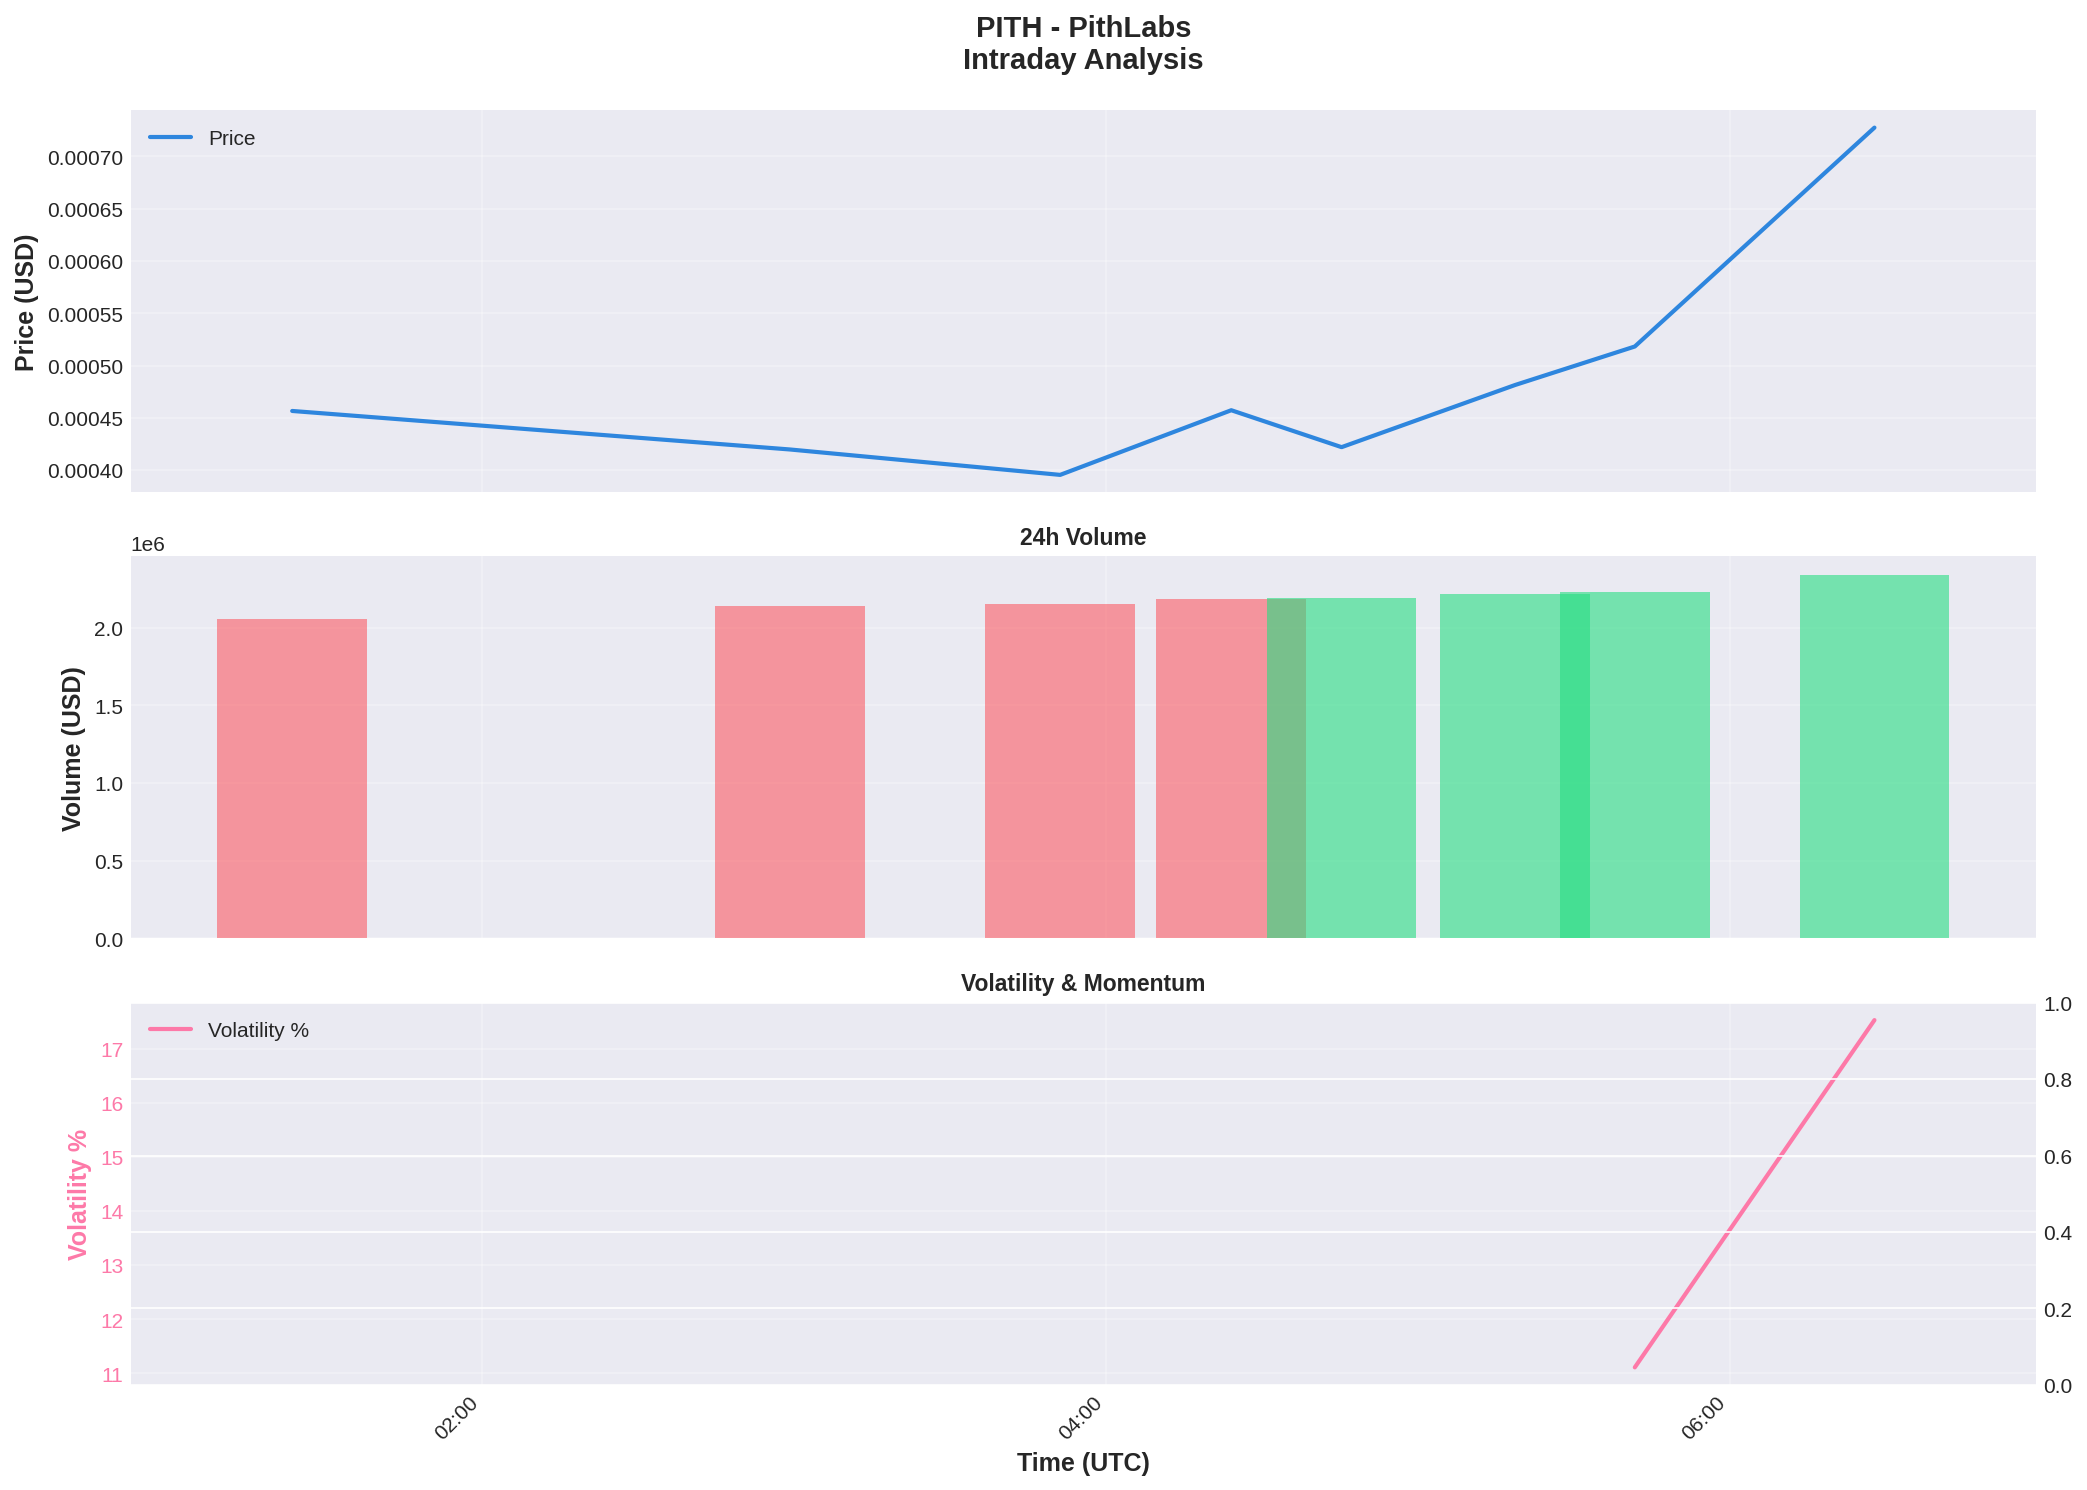 PITH - PithLabs
Intraday Analysis
Price
0.00070
0.00065
0.00060
0.00055
0.00050
0.00045
0.00040
Price (USD)
24h Volume
1e6
2.0
1.5
1.0
0.5
0.0
Volume (USD)
Volatility & Momentum
Volatility %
17
16
15
14
13
12
11
Volatility %
1.0
0.8
0.6
0.4
0.2
0.0
02:00
04:00
06:00
Time (UTC)